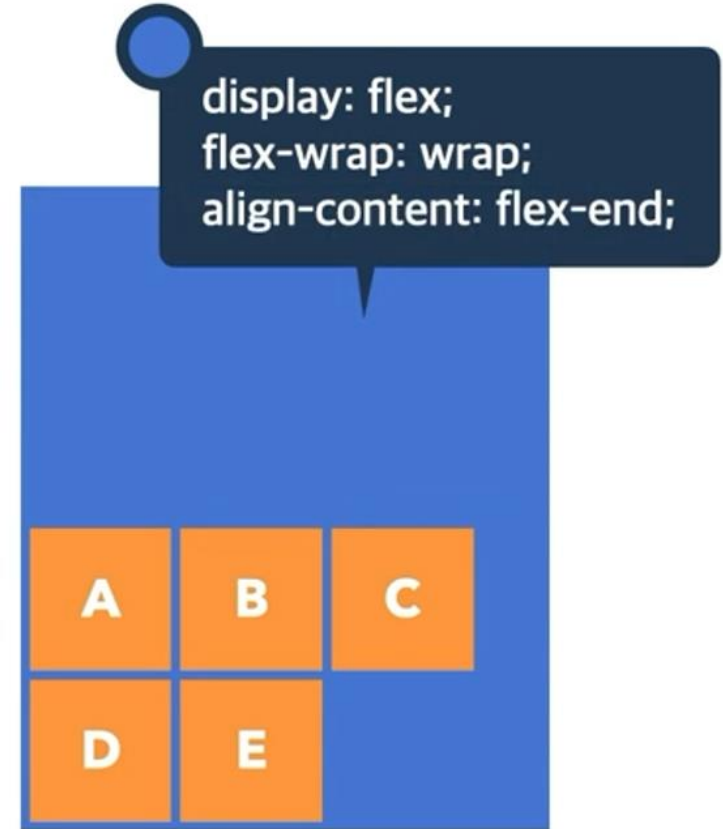 display: flex;
flex-wrap: wrap;
align-content: flex-end;
A B C
D E